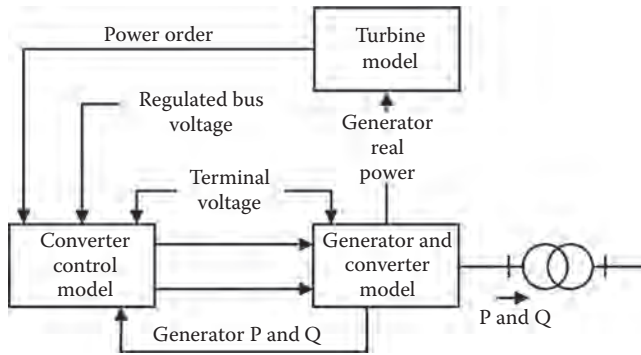 Power order
Turbine
model
Regulated bus
voltage
Generator
real
power
Terminal
voltage
Converter
control
model
Generator and
converter
model
P and Q
Generator P and Q